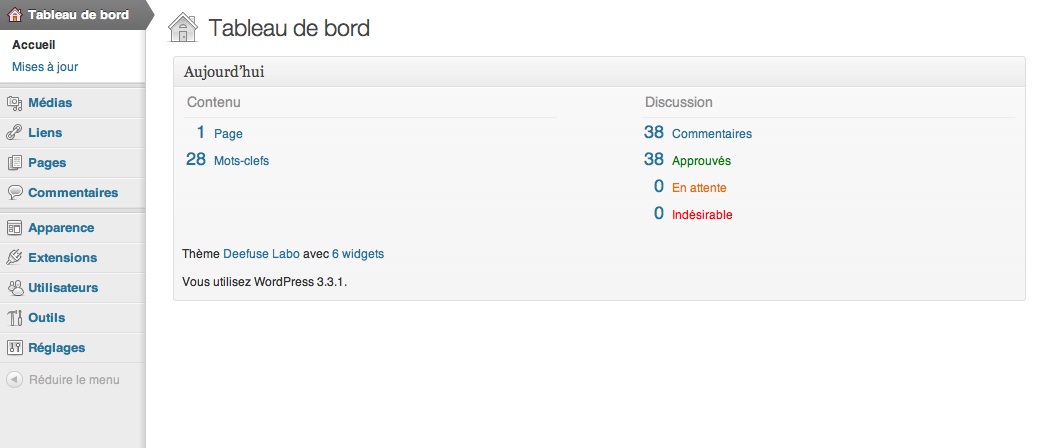 Tableau de bord
Accueil
Mises à jour
Médias
Liens
Pages
Commentaires
Apparence
Extensions
Utilisateurs
Outils
Réglages
Réduire le menu
Tableau de bord
Aujourd’hui
Contenu
1 Page
28 Mots-clefs
Discussion
38 Commentaires
38 Approuvés
0 En attente
0 Indésirable
Thème Deefuse Labo avec 6 widgets
Vous utilisez WordPress 3.3.1.